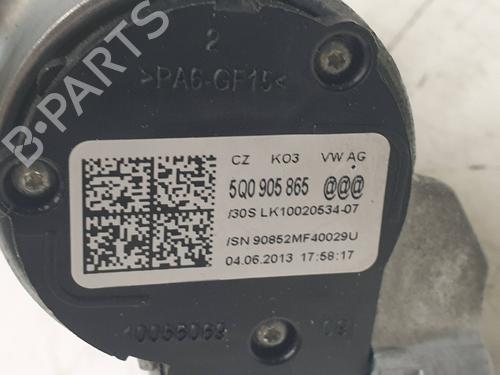 B-PARTS
2
>PA6-GF15<
CZ KO3 VW AG
5Q0 905 865 @@@
/30S LK10020534-07
/SN 90852MF40029U
04.06.2013 17:58:17
10066069